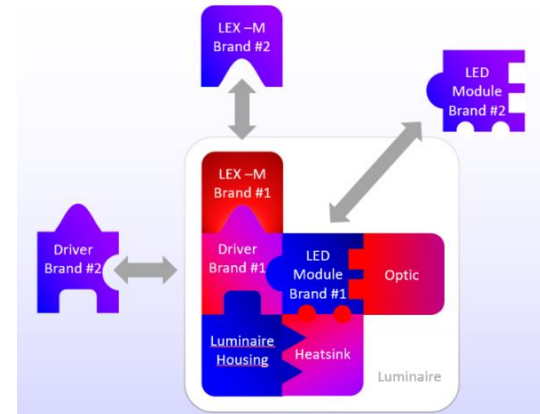 LEX –M
Brand #2
LED
Module
Brand #2
LEX –M
Brand #1
Driver
Brand #2
Driver
Brand #1
LED
Module
Brand #1
Optic
Luminaire
Housing
Heatsink
Luminaire